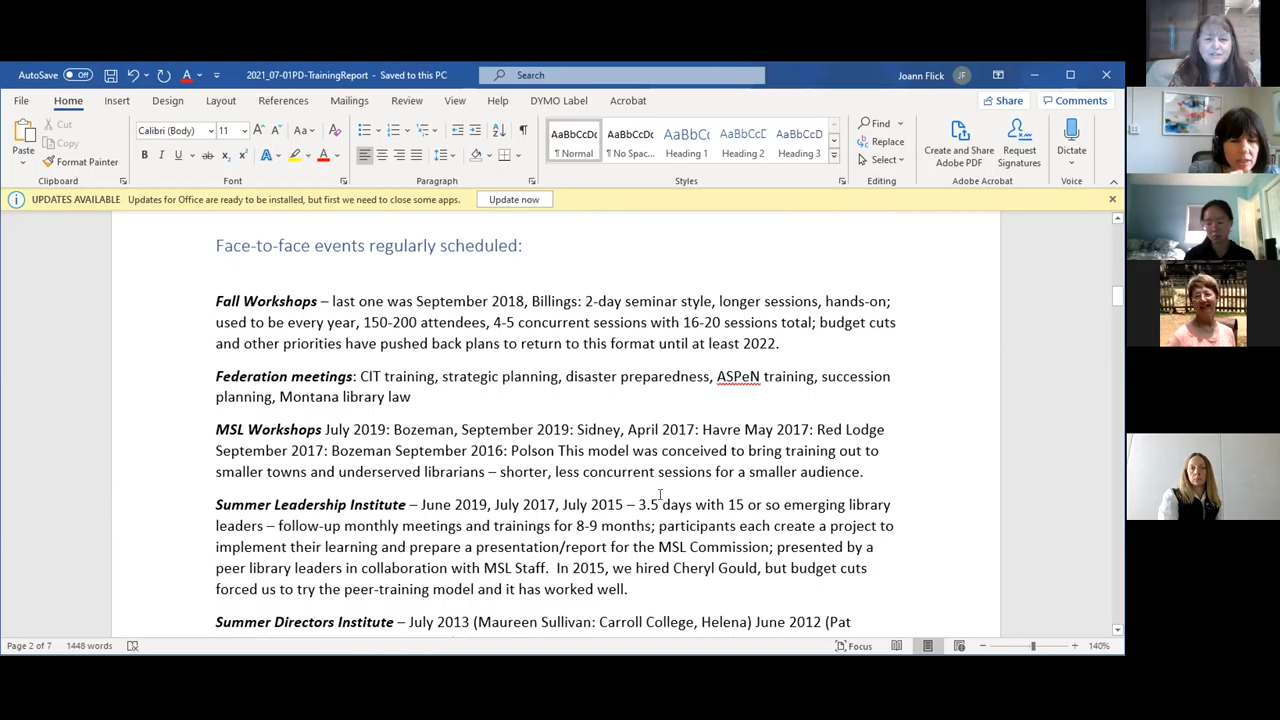 AutoSave Off 2021_07-01PD-TrainingReport - Saved to this PC Search Joann Flick JF
File Home Insert Design Layout References Mailings Review View Help DYMO Label Acrobat Share Comments
Paste Cut Copy Format Painter
Calibri (Body) 11
AaBbCcDc AaBbCcDc AaBbCc AaBbCcD AaBbCcD
¶ Normal ¶ No Spac... Heading 1 Heading 2 Heading 3
Find Replace Select
Create and Share Adobe PDF Request Signatures Dictate
Clipboard Font Paragraph Styles Editing Adobe Acrobat Voice
UPDATES AVAILABLE Updates for Office are ready to be installed, but first we need to close some apps. Update now
Face-to-face events regularly scheduled:
Fall Workshops – last one was September 2018, Billings: 2-day seminar style, longer sessions, hands-on;
used to be every year, 150-200 attendees, 4-5 concurrent sessions with 16-20 sessions total; budget cuts
and other priorities have pushed back plans to return to this format until at least 2022.
Federation meetings: CIT training, strategic planning, disaster preparedness, ASPeN training, succession
planning, Montana library law
MSL Workshops July 2019: Bozeman, September 2019: Sidney, April 2017: Havre May 2017: Red Lodge
September 2017: Bozeman September 2016: Polson This model was conceived to bring training out to
smaller towns and underserved librarians – shorter, less concurrent sessions for a smaller audience.
Summer Leadership Institute – June 2019, July 2017, July 2015 – 3.5 days with 15 or so emerging library
leaders – follow-up monthly meetings and trainings for 8-9 months; participants each create a project to
implement their learning and prepare a presentation/report for the MSL Commission; presented by a
peer library leaders in collaboration with MSL Staff. In 2015, we hired Cheryl Gould, but budget cuts
forced us to try the peer-training model and it has worked well.
Summer Directors Institute – July 2013 (Maureen Sullivan: Carroll College, Helena) June 2012 (Pat
Page 2 of 7 1448 words Focus 140%